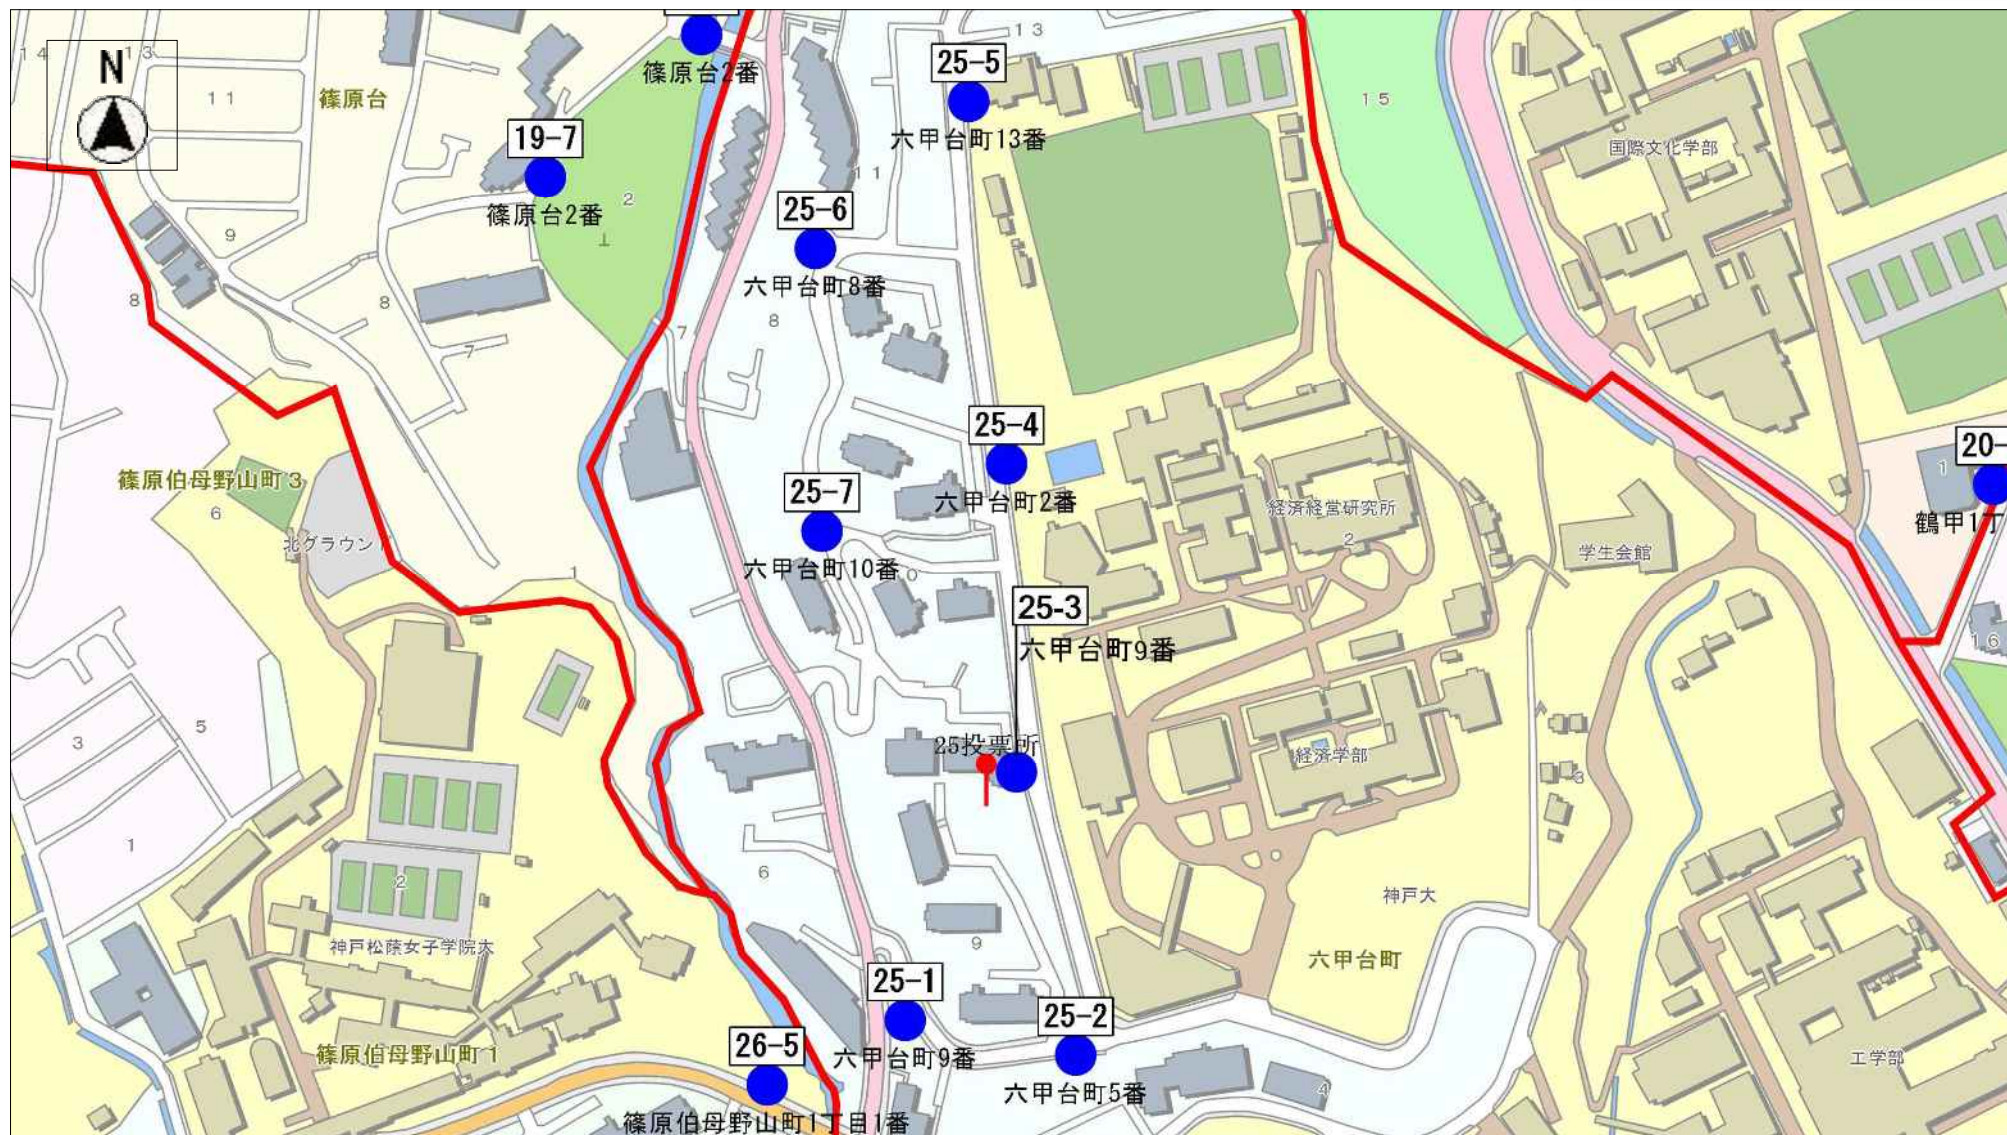 N
14
13
11
篠原台
篠原台2番
13
25-5
六甲台町13番
15
国際文化学部
19-7
篠原台2番
2
11
9
25-6
六甲台町8番
8
8
8
7
7
25-4
六甲台町2番
篠原伯母野山町3
6
北グラウン
25-7
六甲台町10番
経済経営研究所
2
学生会館
1
20-
鶴甲1丁
1
25-3
六甲台町9番
16
5
3
25投票所
経済学部
3
1
6
2
神戸大
神戸松蔭女子学院大
9
六甲台町
25-1
六甲台町9番
25-2
六甲台町5番
26-5
篠原伯母野山町1丁目1番
篠原伯母野山町1
4
工学部